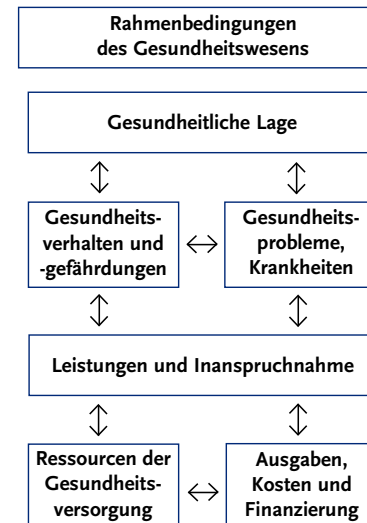 Rahmenbedingungen
des Gesundheitswesens
Gesundheitliche Lage
Gesundheits-
verhalten und
-gefährdungen
Gesundheits-
probleme,
Krankheiten
Leistungen und Inanspruchnahme
Ressourcen der
Gesundheits-
versorgung
Ausgaben,
Kosten und
Finanzierung